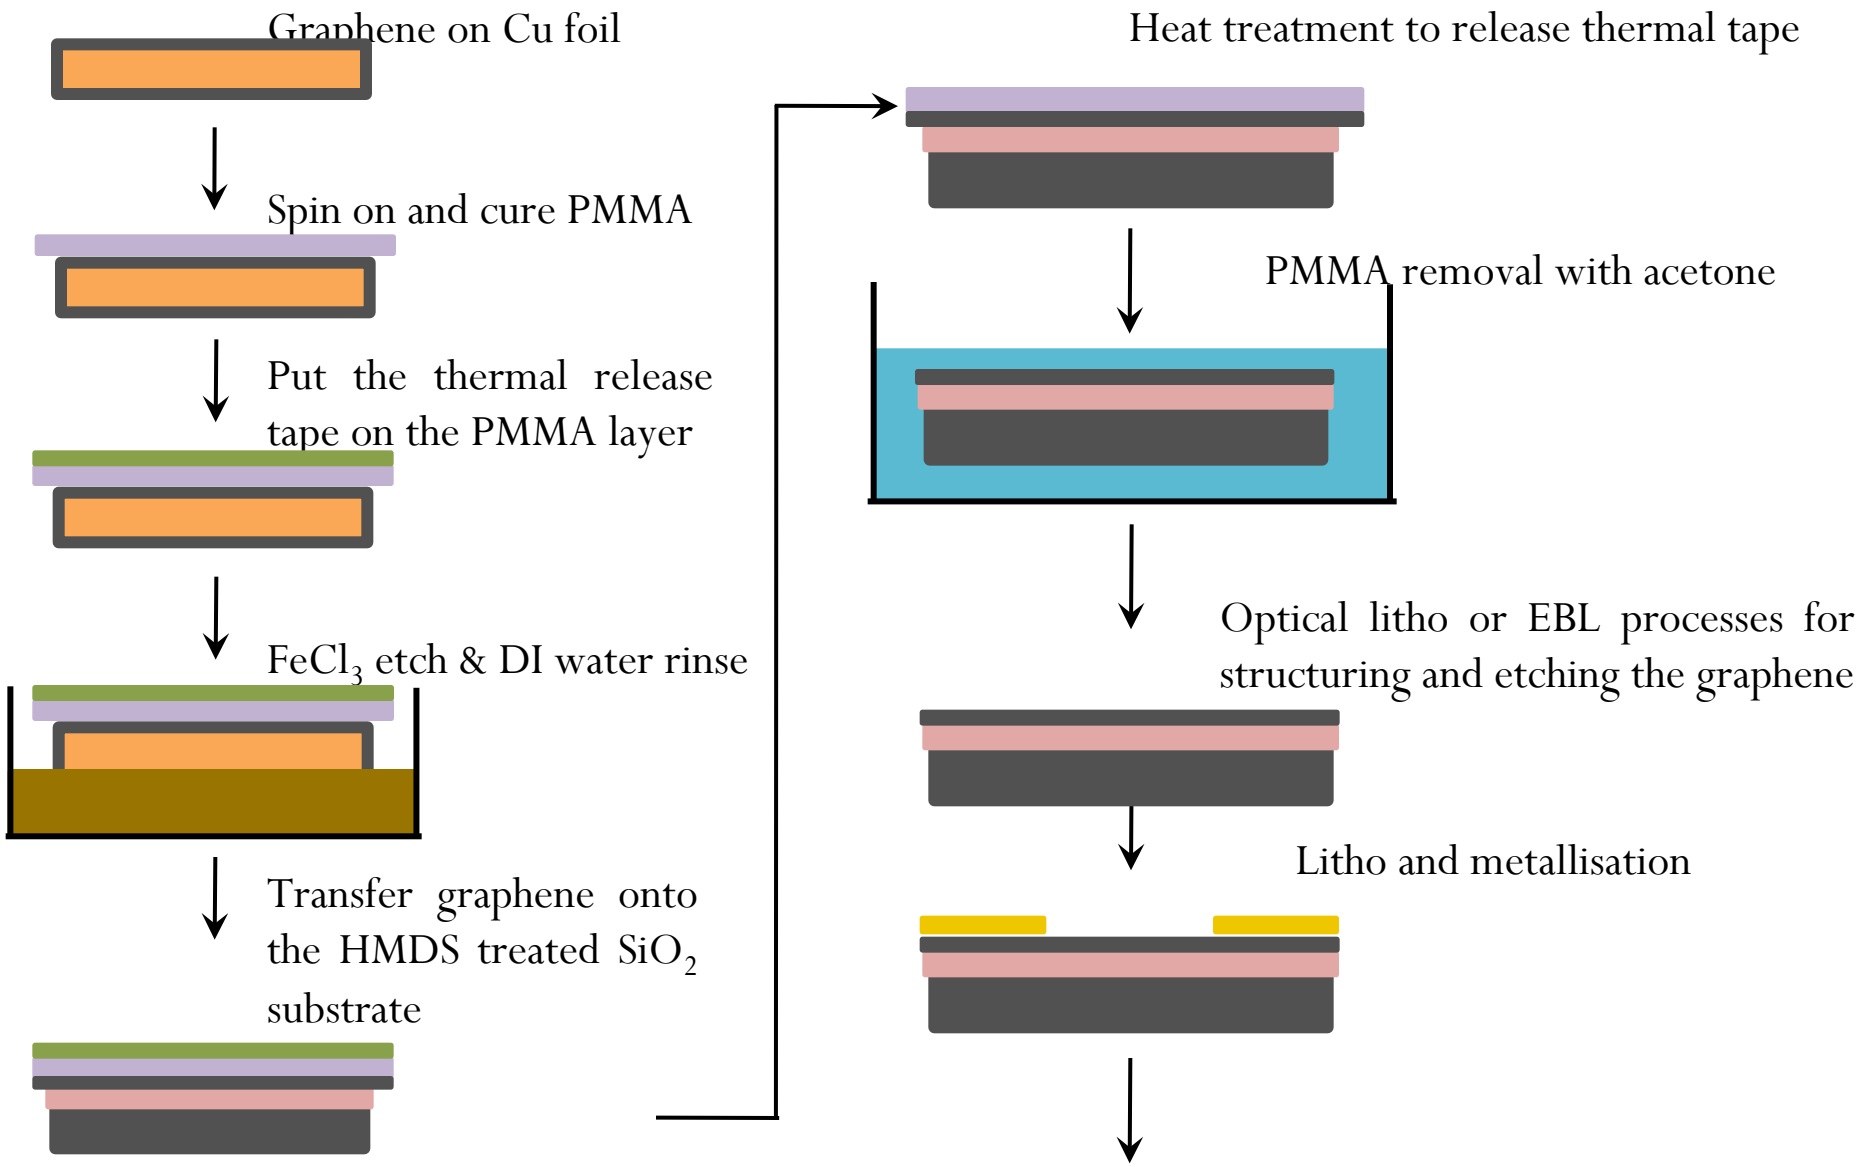 Graphene on Cu foil
Spin on and cure PMMA
Put the thermal release
tape on the PMMA layer
FeCl₃ etch & DI water rinse
Transfer graphene onto
the HMDS treated SiO₂
substrate
Heat treatment to release thermal tape
PMMA removal with acetone
Optical litho or EBL processes for
structuring and etching the graphene
Litho and metallisation